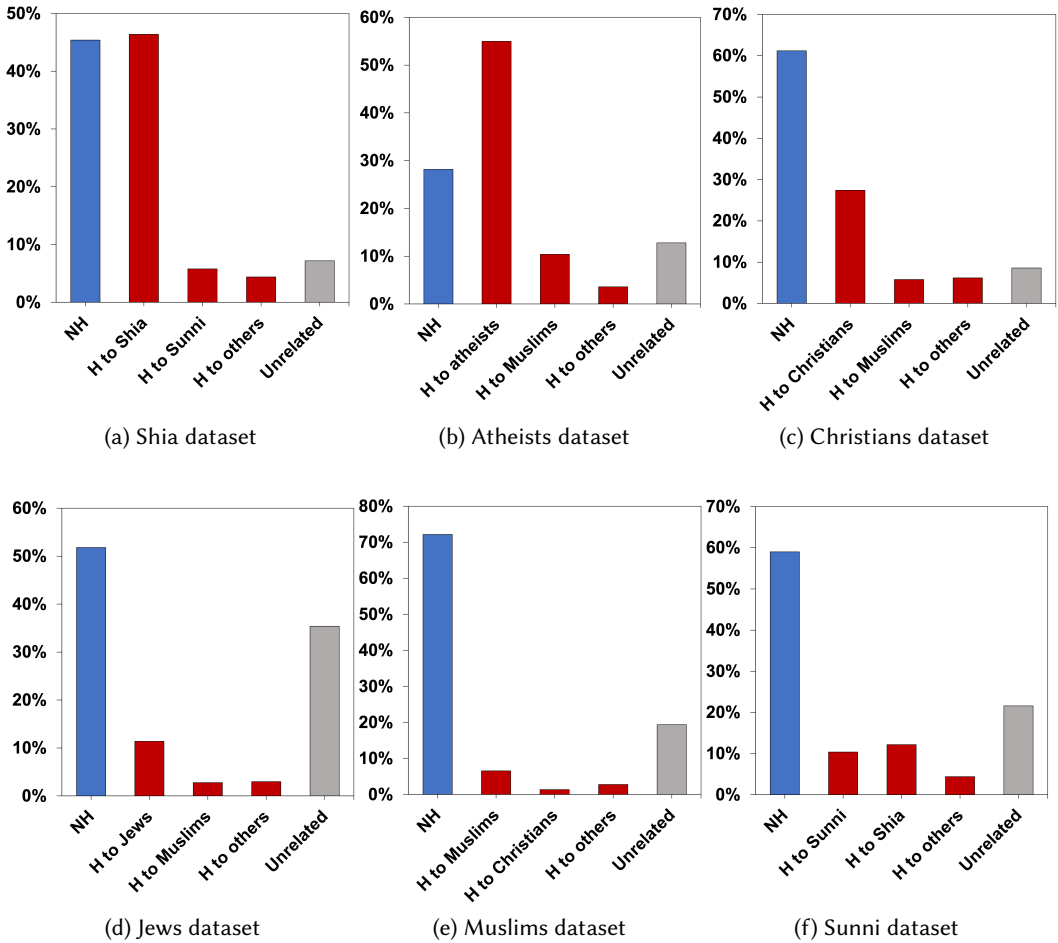 50%
40%
30%
20%
10%
0%
NH
H to Shia
H to Sunni
H to others
Unrelated
(a) Shia dataset
60%
50%
40%
30%
20%
10%
0%
NH
H to atheists
H to Muslims
H to others
Unrelated
(b) Atheists dataset
70%
60%
50%
40%
30%
20%
10%
0%
NH
H to Christians
H to Muslims
H to others
Unrelated
(c) Christians dataset
60%
50%
40%
30%
20%
10%
0%
NH
H to Jews
H to Muslims
H to others
Unrelated
(d) Jews dataset
80%
70%
60%
50%
40%
30%
20%
10%
0%
NH
H to Muslims
H to Christians
H to others
Unrelated
(e) Muslims dataset
70%
60%
50%
40%
30%
20%
10%
0%
NH
H to Sunni
H to Shia
H to others
Unrelated
(f) Sunni dataset